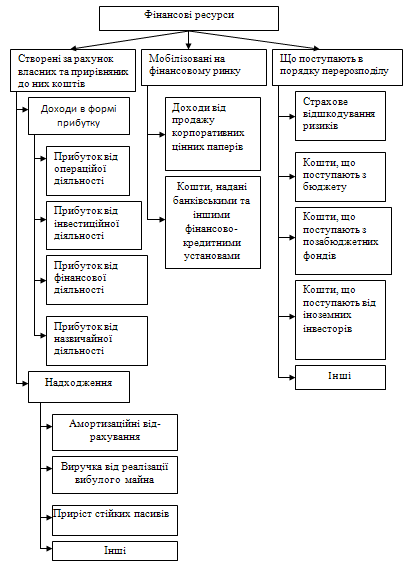 Фінансові ресурси
Створені за рахунок
власних та прирівняних
до них коштів
Доходи в формі
прибутку
Прибуток від
операційої
діяльності
Прибуток від
інвестиційої
діяльності
Прибуток від
фінансової
діяльності
Прибуток від
назвичайної
діяльності
Надходження
Амортизаційні від-
рахування
Виручка від реалізації
вибулого майна
Приріст стійких пасивів
Інші
Мобілізовані на
фінансовому ринку
Доходи від
продажу
корпоративних
цінних паперів
Кошти, надані
банківськими та
іншими
фінансово-
кредитними
установами
Що поступають в
порядку перерозподілу
Страхове
відшкодування
ризиків
Кошти, що
поступають з
бюджету
Кошти, що
поступають з
позабюджетних
фондів
Кошти, що
поступають від
іноземних
інвесторів
Інші